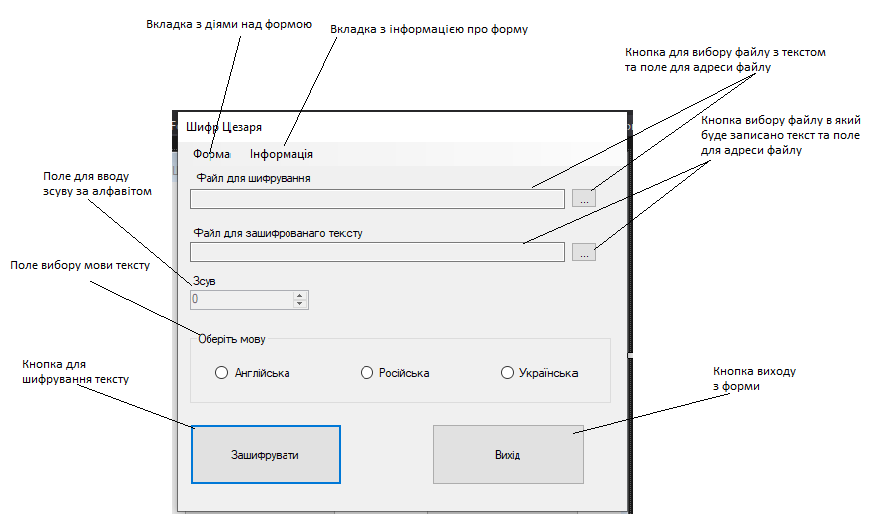 Вкладка з діями над формою
Вкладка з інформацією про форму
Кнопка для вибору файлу з текстом
та поле для адреси файлу
Кнопка вибору файлу в який
буде записано текст та поле
для адреси файлу
Шифр Цезаря
Форма Інформація
Файл для шифрування
...
Поле для вводу
зсуву за алфавітом
Файл для зашифрованаго тексту
...
Поле вибору мови тексту
Зсув
0
Оберіть мову
Англійська Російська Українська
Кнопка для
шифрування тексту
Кнопка виходу
з форми
Зашифрувати Вихід